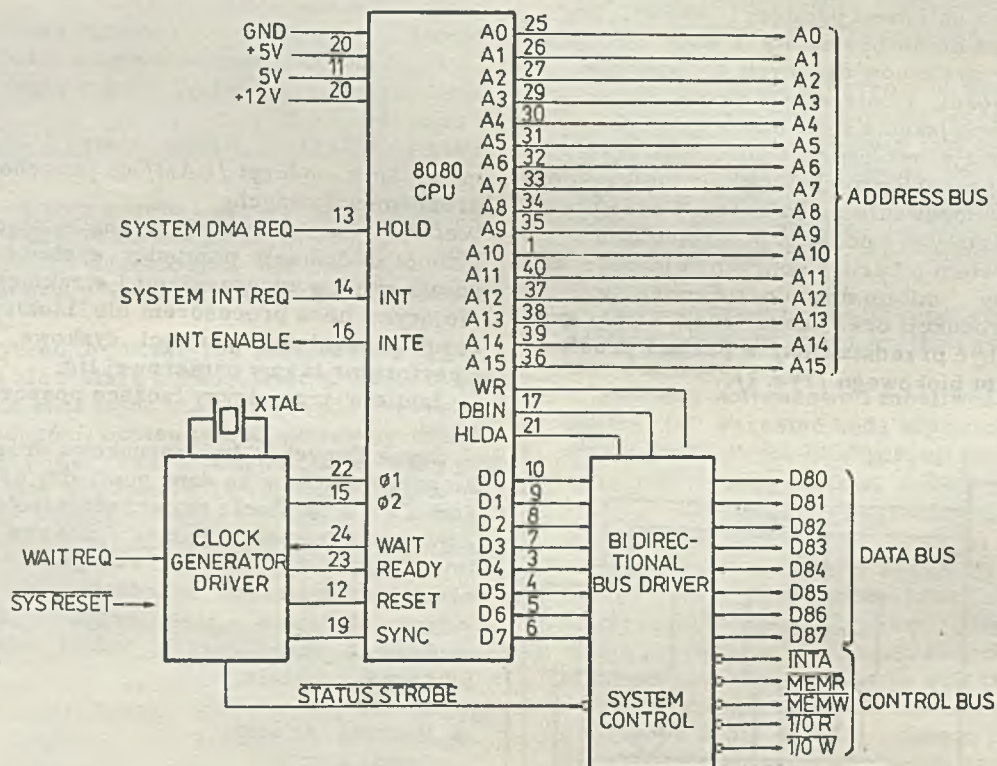 GND
+5V 20
5V 11
+12V 20
8080
CPU
SYSTEM DMA REQ 13 HOLD
SYSTEM INT REQ 14 INT
INT ENABLE 16 INTE
A0 25 A0
A1 26 A1
A2 27 A2
A3 29 A3
A4 30 A4
A5 31 A5
A6 32 A6
A7 33 A7
A8 34 A8
A9 35 A9
A10 1 A10
A11 40 A11
A12 37 A12
A13 38 A13
A14 39 A14
A15 36 A15
ADDRESS BUS
WR
DBIN 17
HLDA 21
XTAL
CLOCK
GENERATOR
DRIVER
WAIT REQ
SYS RESET
22 ø1
15 ø2
24 WAIT
23 READY
12 RESET
19 SYNC
D0 10 D80
D1 9 D81
D2 8 D82
D3 7 D83
D4 3 D84
D5 4 D85
D6 5 D86
D7 6 D87
BI DIREC-
TIONAL
BUS DRIVER
DATA BUS
STATUS STROBE
SYSTEM
CONTROL
INTA
MEMR
MEMW
I/O R
I/O W
CONTROL BUS